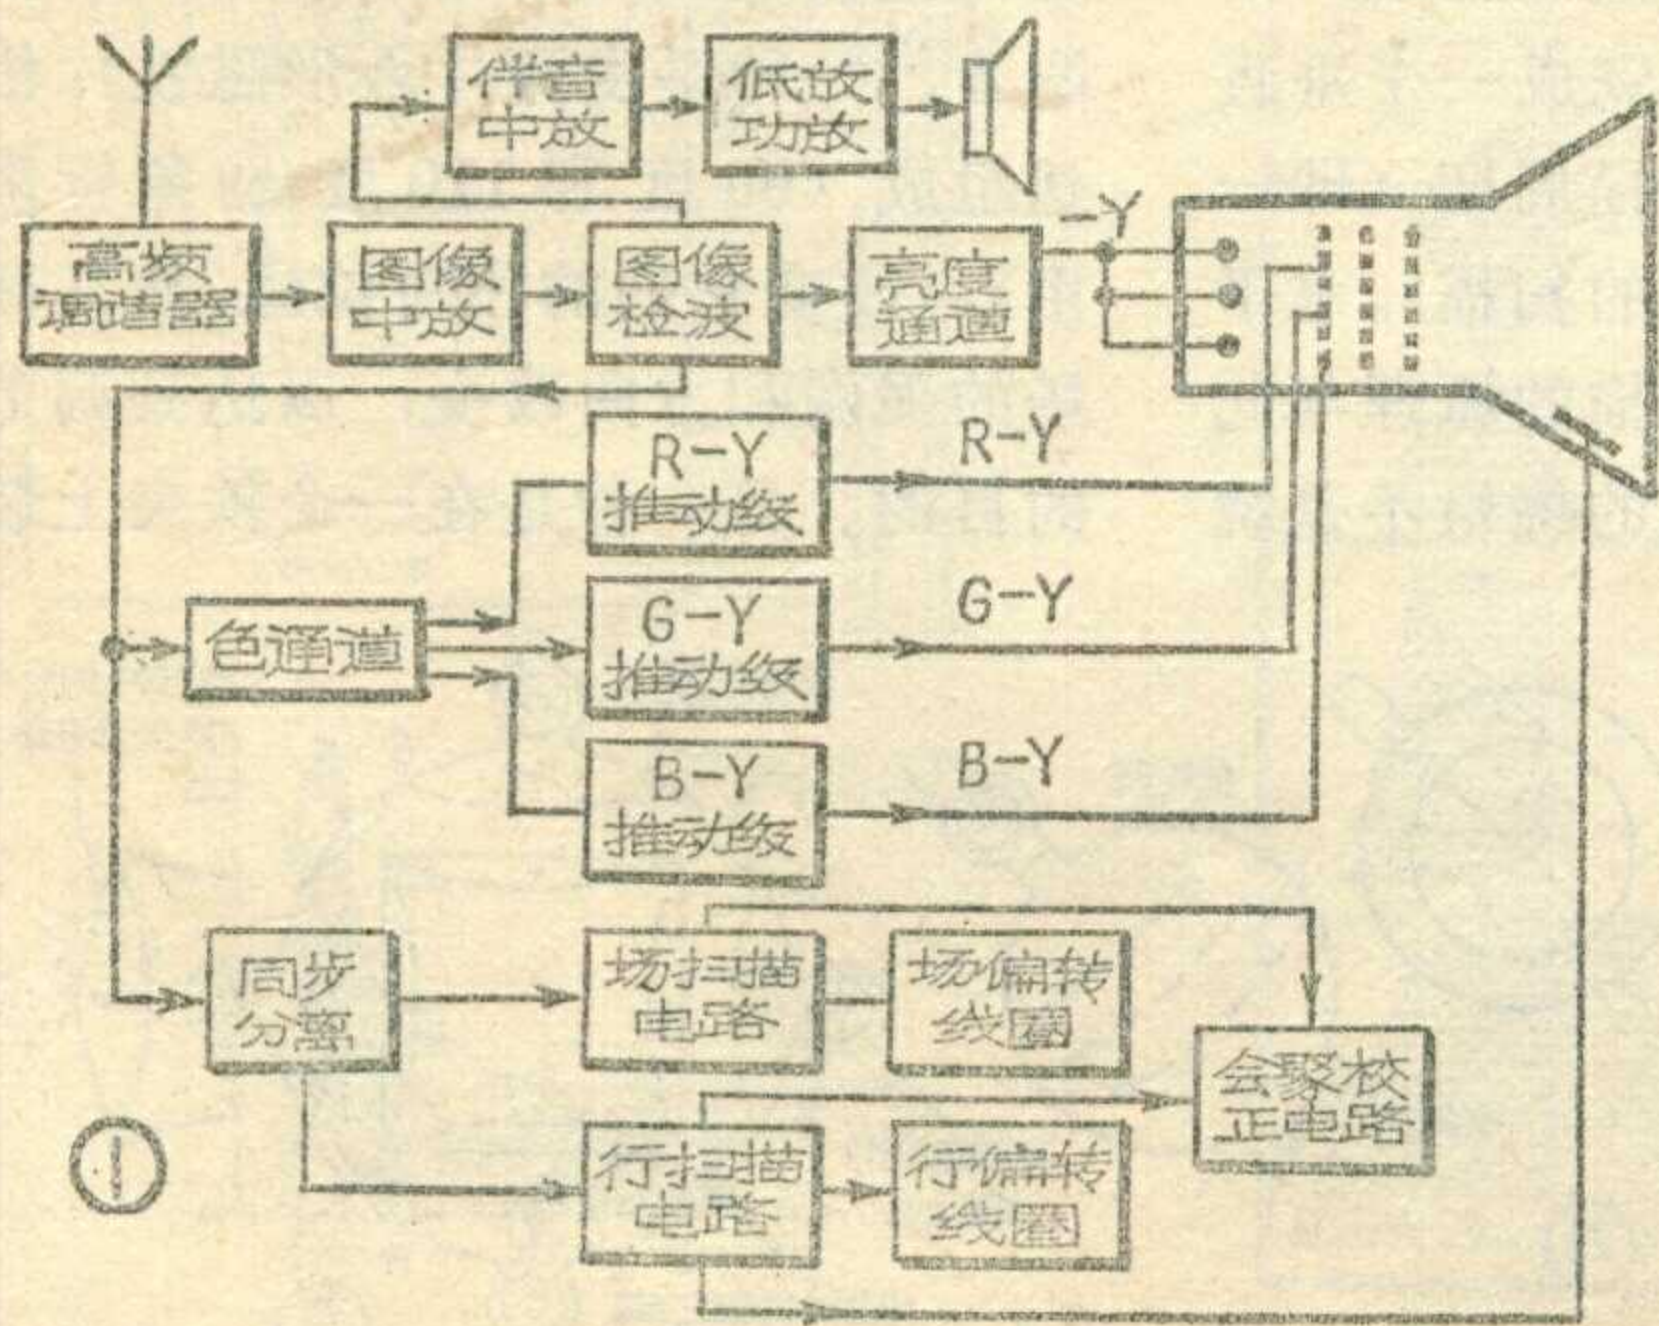 伴音
中放
低放
功放
高频
调谐器
图像
中放
图像
检波
亮度
通道
-Y
R-Y
推动级
R-Y
色通道
G-Y
推动级
G-Y
B-Y
推动级
B-Y
同步
分离
场扫描
电路
场偏转
线圈
会聚校
正电路
行扫描
电路
行偏转
线圈
①